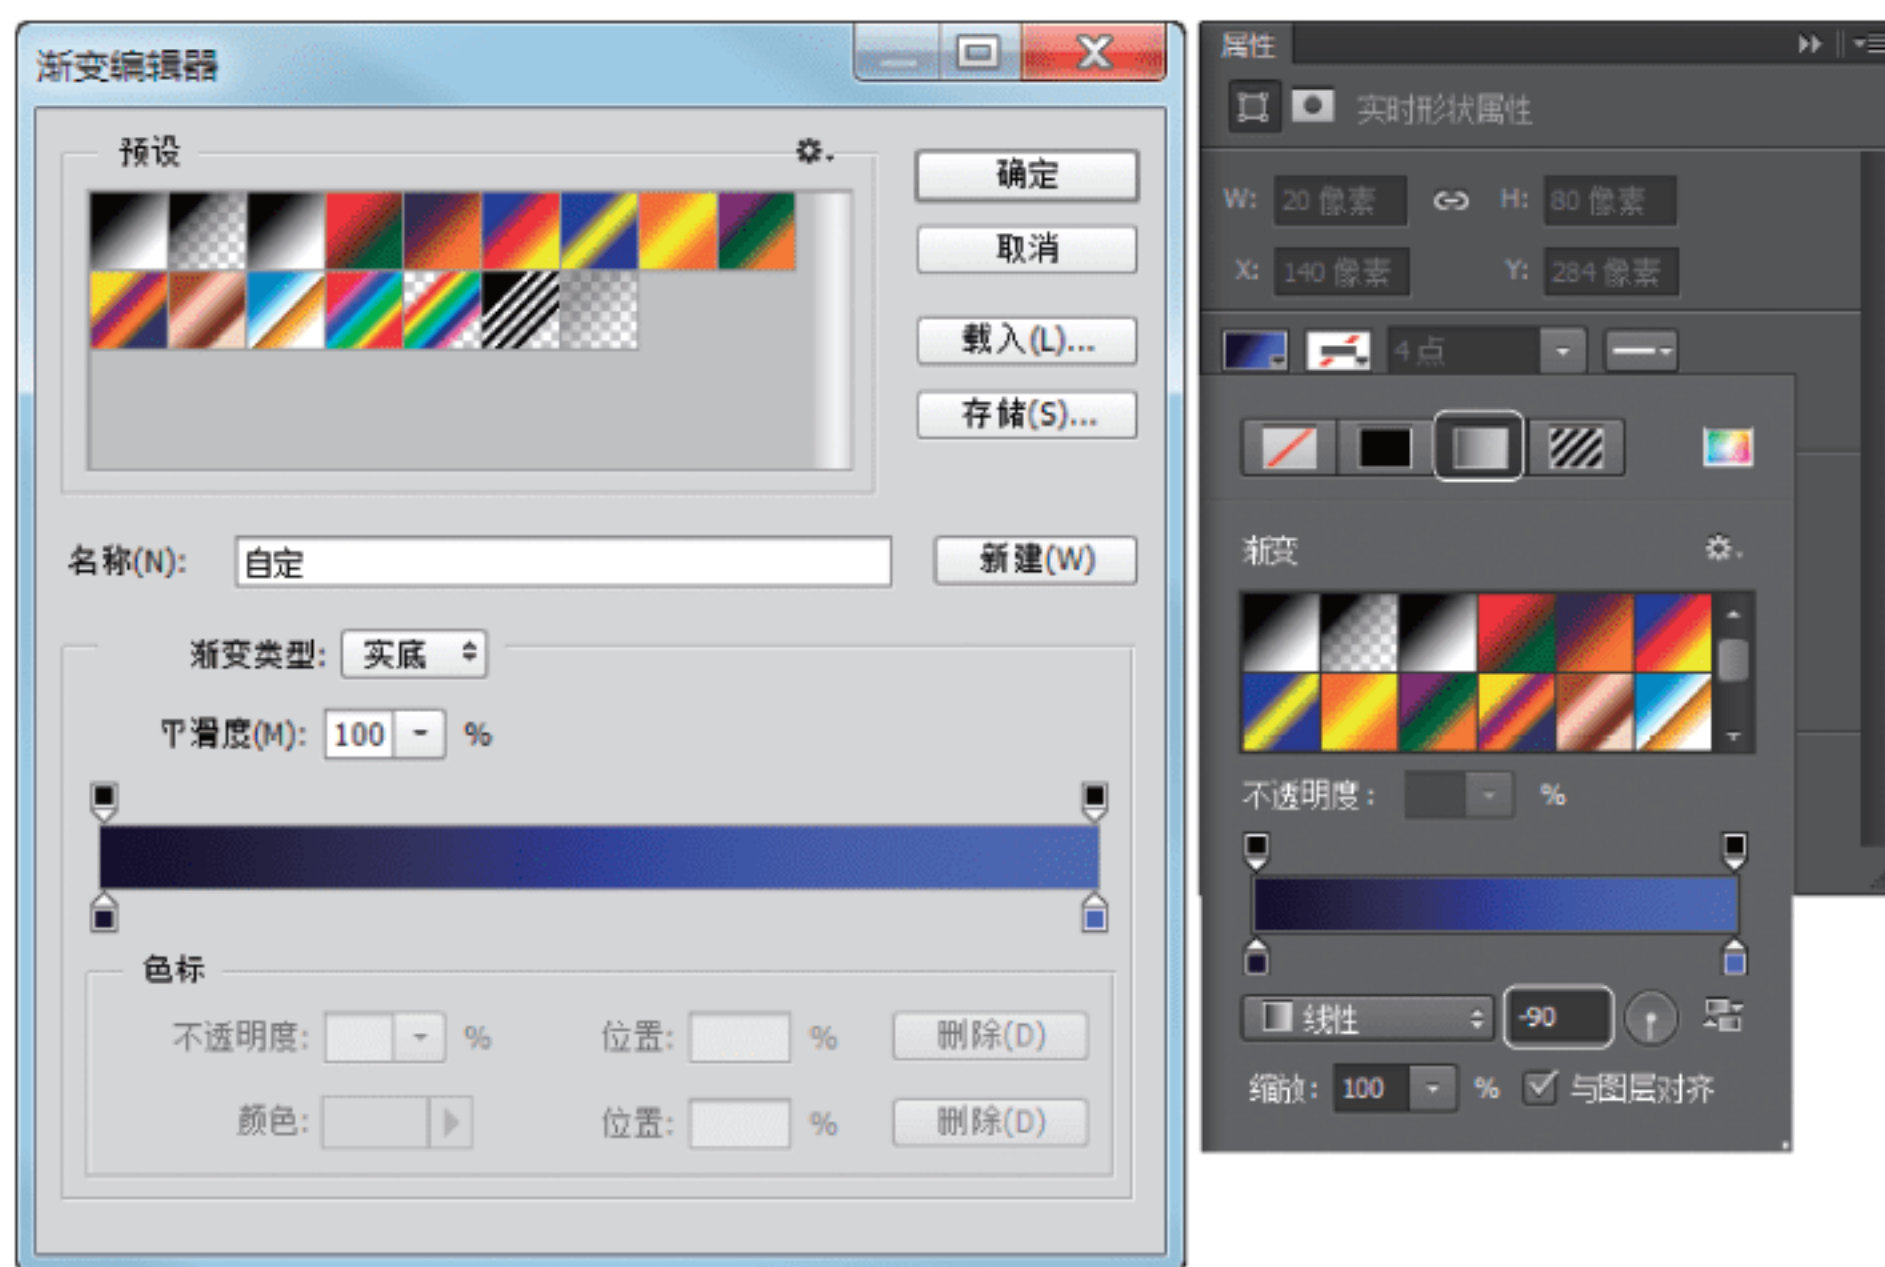 渐变编辑器
预设
确定
取消
载入(L)...
存储(S)...
名称(N): 自定
新建(W)
渐变类型: 实底
平滑度(M): 100 %
色标
不透明度: % 位置: % 删除(D)
颜色: 位置: % 删除(D)
属性
实时形状属性
W: 20 像素 H: 80 像素
X: 140 像素 Y: 284 像素
4 点
渐变
不透明度: %
线性 -90
缩放: 100 % 与图层对齐